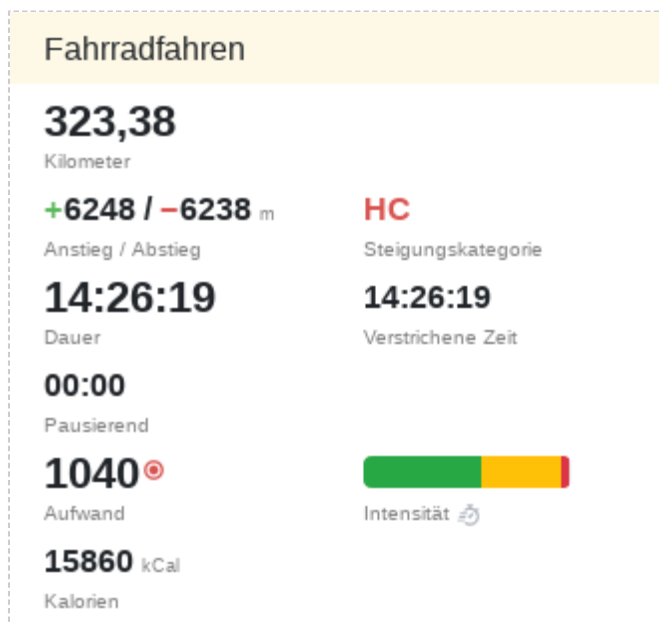 Fahrradfahren
323,38
Kilometer
+6248 / −6238 m
Anstieg / Abstieg
HC
Steigungskategorie
14:26:19
Dauer
14:26:19
Verstrichene Zeit
00:00
Pausierend
1040
Aufwand
Intensität
15860 kCal
Kalorien